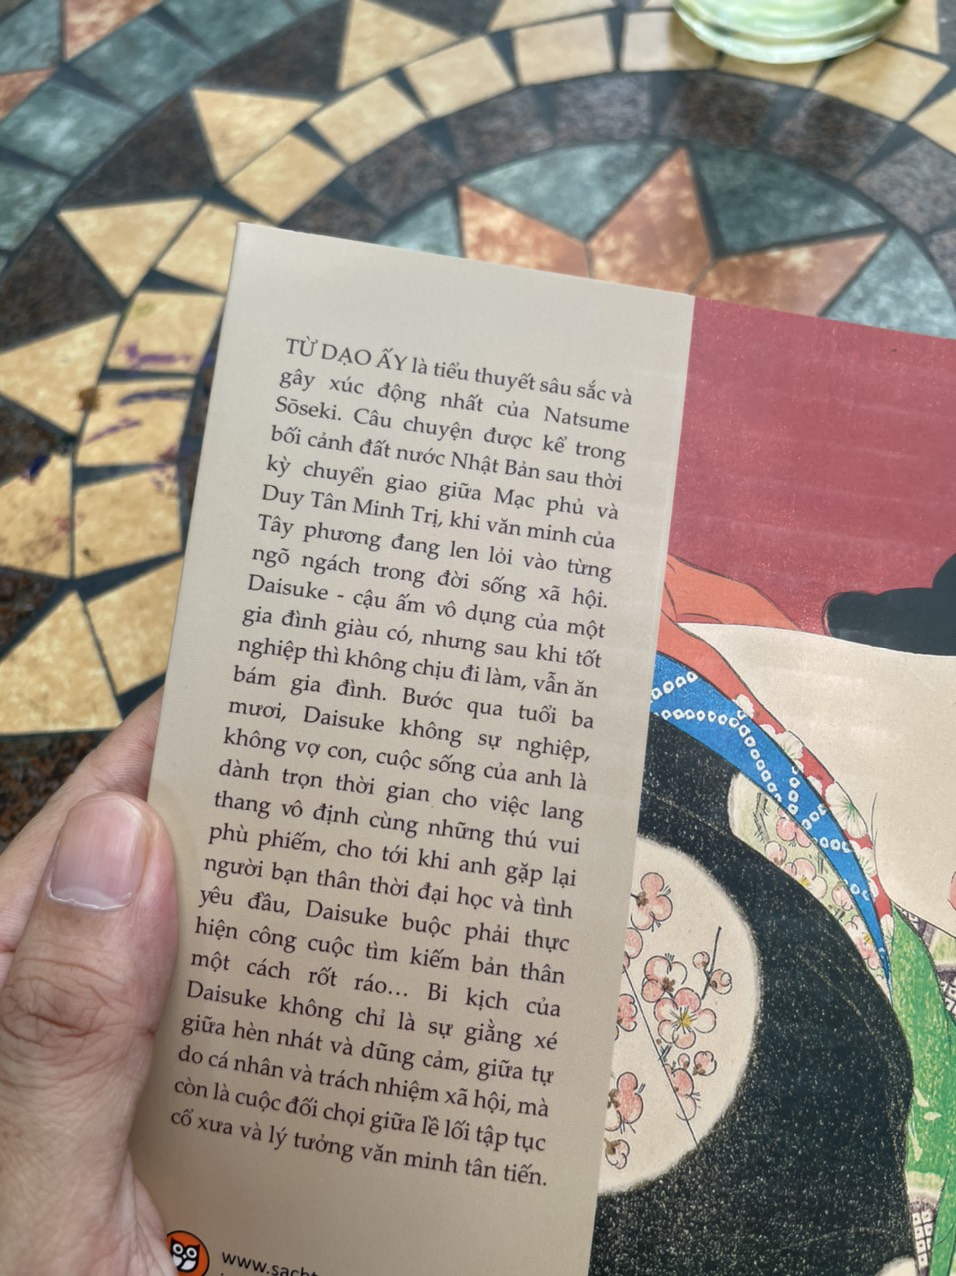 TỪ DẠO ẤY là tiểu thuyết sâu sắc và
gây xúc động nhất của Natsume
Sōseki. Câu chuyện được kể trong
bối cảnh đất nước Nhật Bản sau thời
kỳ chuyển giao giữa Mạc phủ và
Duy Tân Minh Trị, khi văn minh của
Tây phương đang len lỏi vào từng
ngõ ngách trong đời sống xã hội.
Daisuke - cậu ấm vô dụng của một
gia đình giàu có, nhưng sau khi tốt
nghiệp thì không chịu đi làm, vẫn ăn
bám gia đình. Bước qua tuổi ba
mươi, Daisuke không sự nghiệp,
không vợ con, cuộc sống của anh là
dành trọn thời gian cho việc lang
thang vô định cùng những thú vui
phù phiếm, cho tới khi anh gặp lại
người bạn thân thời đại học và tình
yêu đầu, Daisuke buộc phải thực
hiện công cuộc tìm kiếm bản thân
một cách rốt ráo... Bi kịch của
Daisuke không chỉ là sự giằng xé
giữa hèn nhát và dũng cảm, giữa tự
do cá nhân và trách nhiệm xã hội, mà
còn là cuộc đối chọi giữa lề lối tập tục
cổ xưa và lý tưởng văn minh tân tiến.